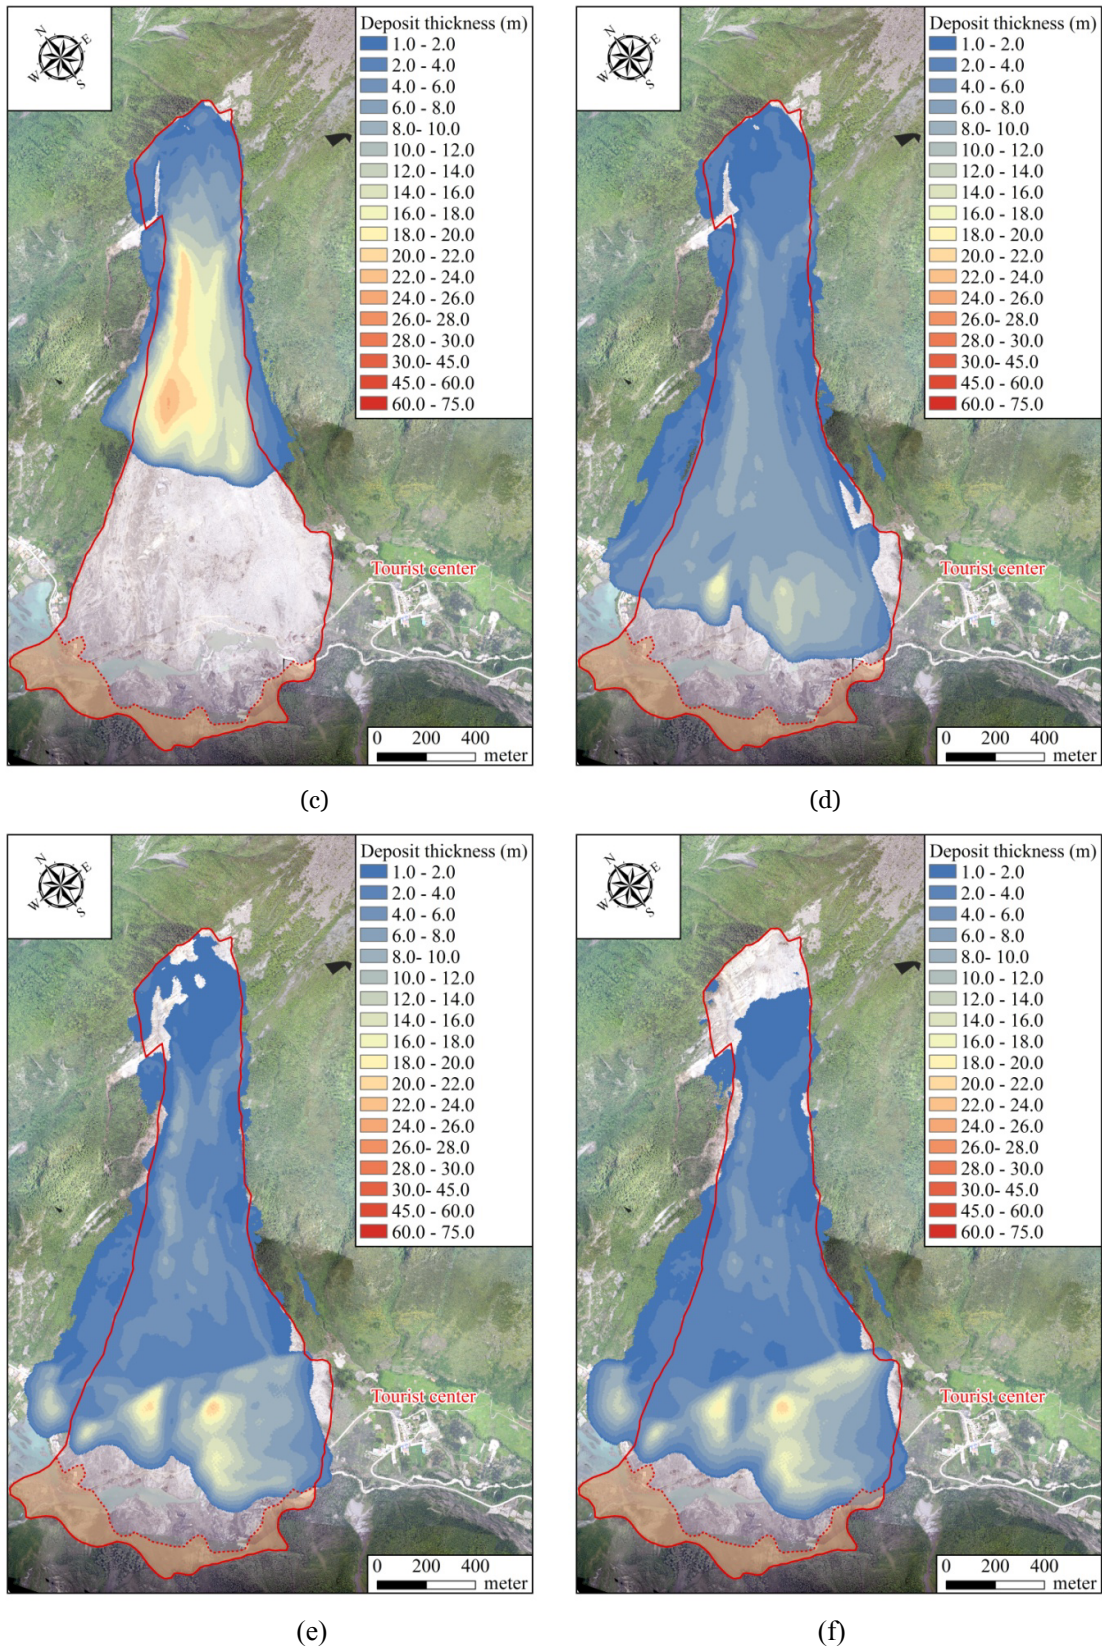 Deposit thickness (m)
1.0 - 2.0
2.0 - 4.0
4.0 - 6.0
6.0 - 8.0
8.0- 10.0
10.0 - 12.0
12.0 - 14.0
14.0 - 16.0
16.0 - 18.0
18.0 - 20.0
20.0 - 22.0
22.0 - 24.0
24.0 - 26.0
26.0- 28.0
28.0 - 30.0
30.0- 45.0
45.0 - 60.0
60.0 - 75.0
N
E
W
S
Tourist center
0 200 400
meter
(c)
Deposit thickness (m)
1.0 - 2.0
2.0 - 4.0
4.0 - 6.0
6.0 - 8.0
8.0- 10.0
10.0 - 12.0
12.0 - 14.0
14.0 - 16.0
16.0 - 18.0
18.0 - 20.0
20.0 - 22.0
22.0 - 24.0
24.0 - 26.0
26.0- 28.0
28.0 - 30.0
30.0- 45.0
45.0 - 60.0
60.0 - 75.0
N
E
W
S
Tourist center
0 200 400
meter
(d)
Deposit thickness (m)
1.0 - 2.0
2.0 - 4.0
4.0 - 6.0
6.0 - 8.0
8.0- 10.0
10.0 - 12.0
12.0 - 14.0
14.0 - 16.0
16.0 - 18.0
18.0 - 20.0
20.0 - 22.0
22.0 - 24.0
24.0 - 26.0
26.0- 28.0
28.0 - 30.0
30.0- 45.0
45.0 - 60.0
60.0 - 75.0
N
E
W
S
Tourist center
0 200 400
meter
(e)
Deposit thickness (m)
1.0 - 2.0
2.0 - 4.0
4.0 - 6.0
6.0 - 8.0
8.0- 10.0
10.0 - 12.0
12.0 - 14.0
14.0 - 16.0
16.0 - 18.0
18.0 - 20.0
20.0 - 22.0
22.0 - 24.0
24.0 - 26.0
26.0- 28.0
28.0 - 30.0
30.0- 45.0
45.0 - 60.0
60.0 - 75.0
N
E
W
S
Tourist center
0 200 400
meter
(f)